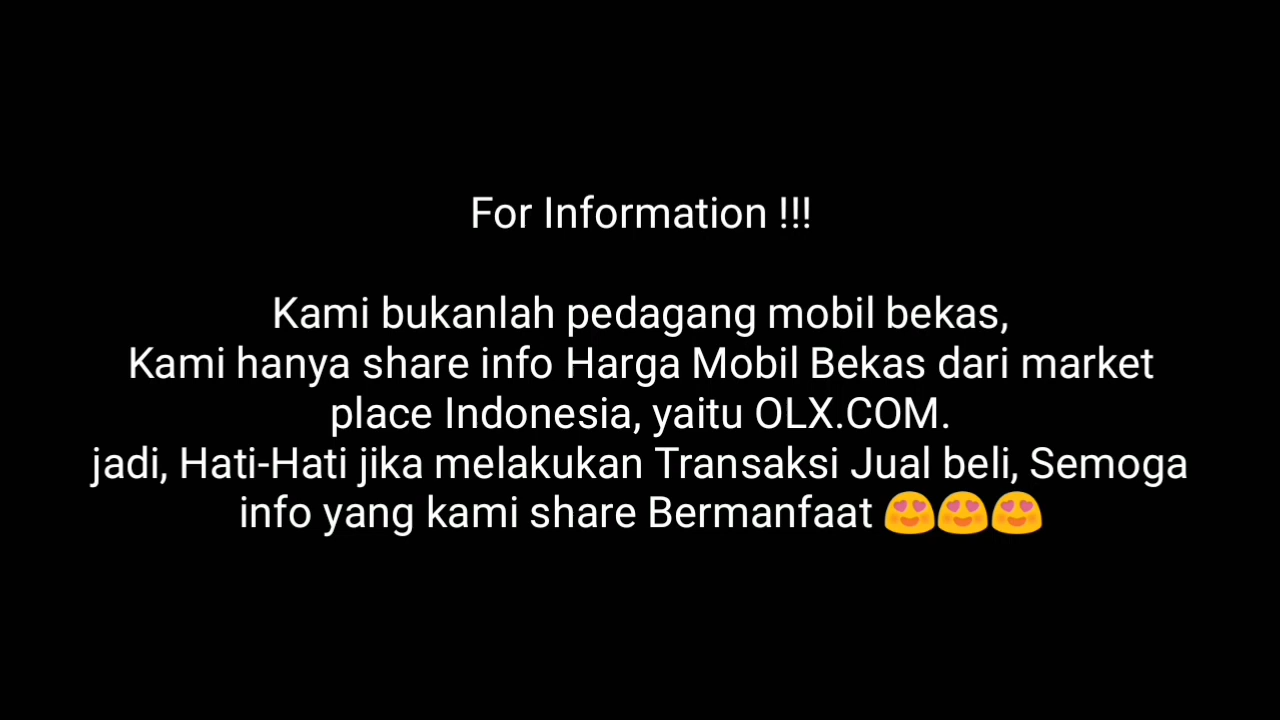 For Information !!!
Kami bukanlah pedagang mobil bekas,
Kami hanya share info Harga Mobil Bekas dari market
place Indonesia, yaitu OLX.COM.
jadi, Hati-Hati jika melakukan Transaksi Jual beli, Semoga
info yang kami share Bermanfaat 😍😍😍